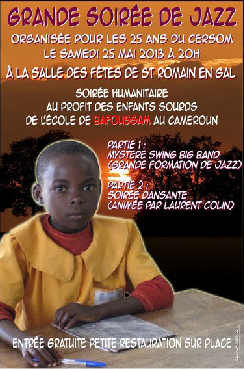 GRANDE SOIRÉE DE JAZZ
ORGANISÉE POUR LES 25 ANS DU CERSOM
LE SAMEDI 25 MAI 2013 À 20H
À LA SALLE DES FÊTES DE ST ROMAIN EN GAL
SOIRÉE HUMANITAIRE
AU PROFIT DES ENFANTS SOURDS
DE L'ÉCOLE DE BAFOUSSAM AU CAMEROUN
PARTIE 1 :
MYSTÈRE SWING BIG BAND
(GRANDE FORMATION DE JAZZ)
PARTIE 2 :
SOIRÉE DANSANTE
(ANIMÉE PAR LAURENT COLIN)
ENTRÉE GRATUITE PETITE RESTAURATION SUR PLACE